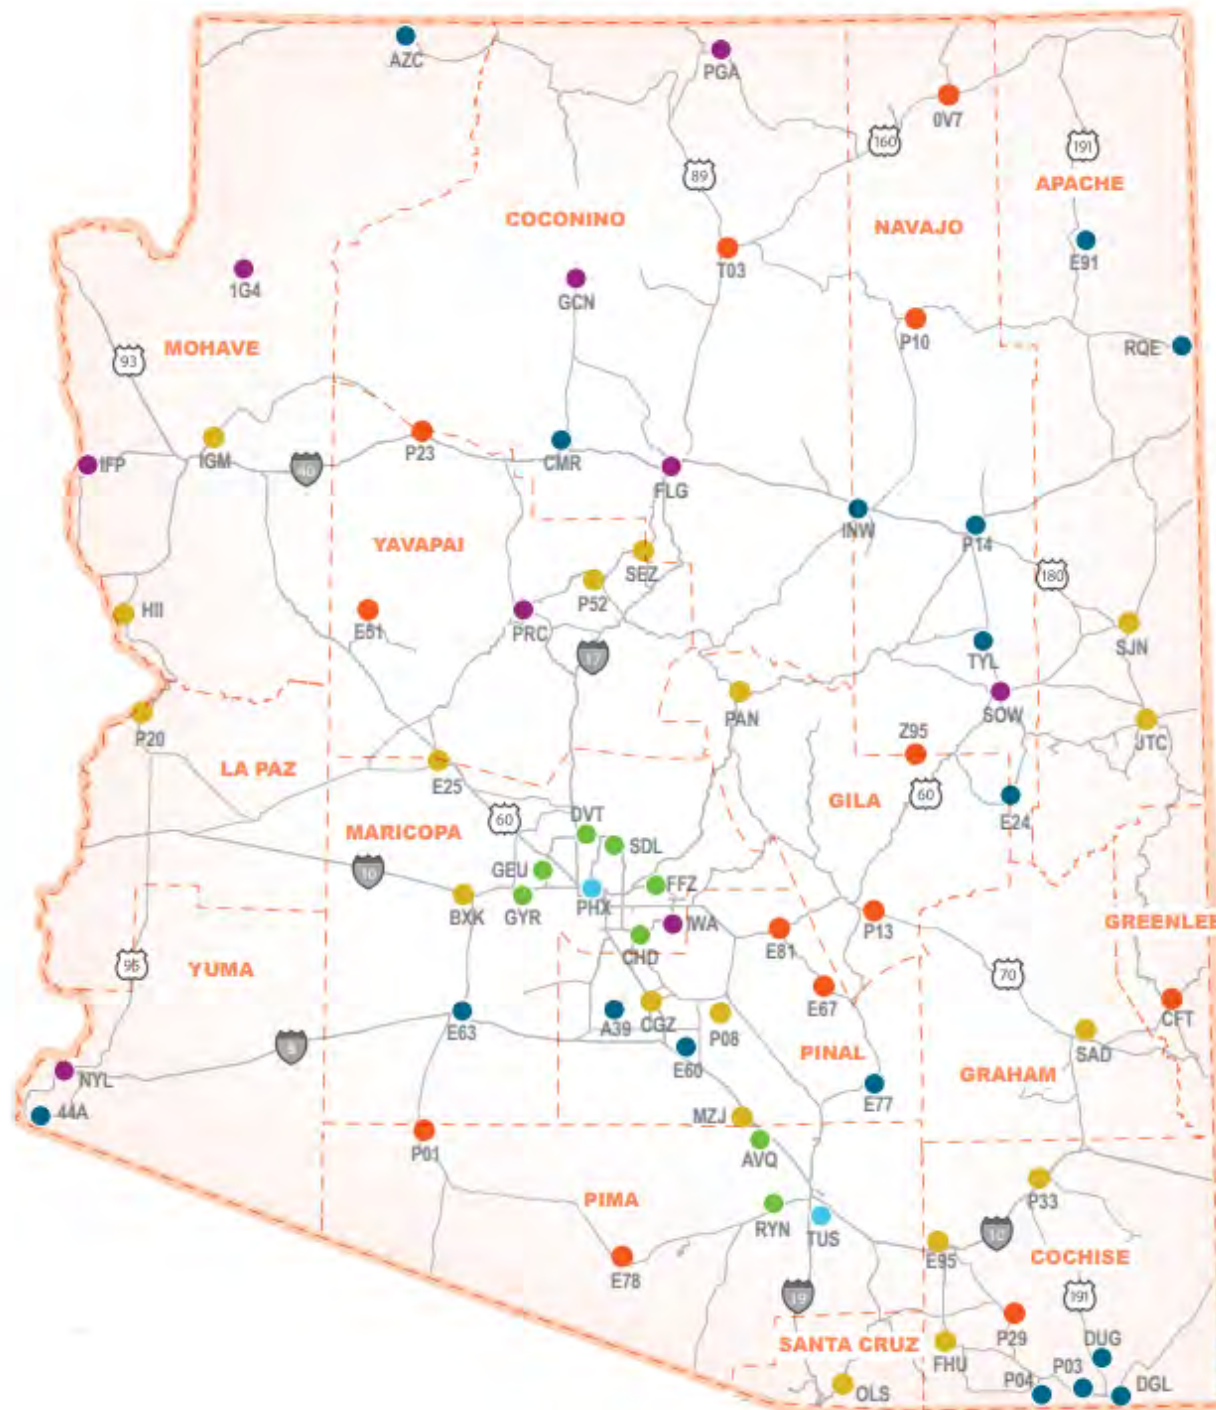 AZC
PGA
0V7
160
191
89
APACHE
COCONINO
NAVAJO
E91
T03
1G4
GCN
P10
MOHAVE
93
RQE
IFP
IGM
40
P23
CMR
FLG
INW
P14
YAVAPAI
SEZ
180
HII
E51
P52
PRC
17
TYL
SJN
P20
PAN
SOW
Z95
JTC
LA PAZ
E25
60
GILA
60
E24
MARICOPA
DVT
SDL
10
GEU
FFZ
BXK
GYR
PHX
IWA
P13
GREENLEE
CHD
E81
YUMA
95
70
E67
CFT
E63
A39
CGZ
P08
SAD
8
E60
PINAL
GRAHAM
NYL
44A
E77
MZJ
P01
AVQ
PIMA
RYN
TUS
P33
10
E95
COCHISE
E78
19
191
P29
SANTA CRUZ
FHU
DUG
P03
OLS
P04
DGL